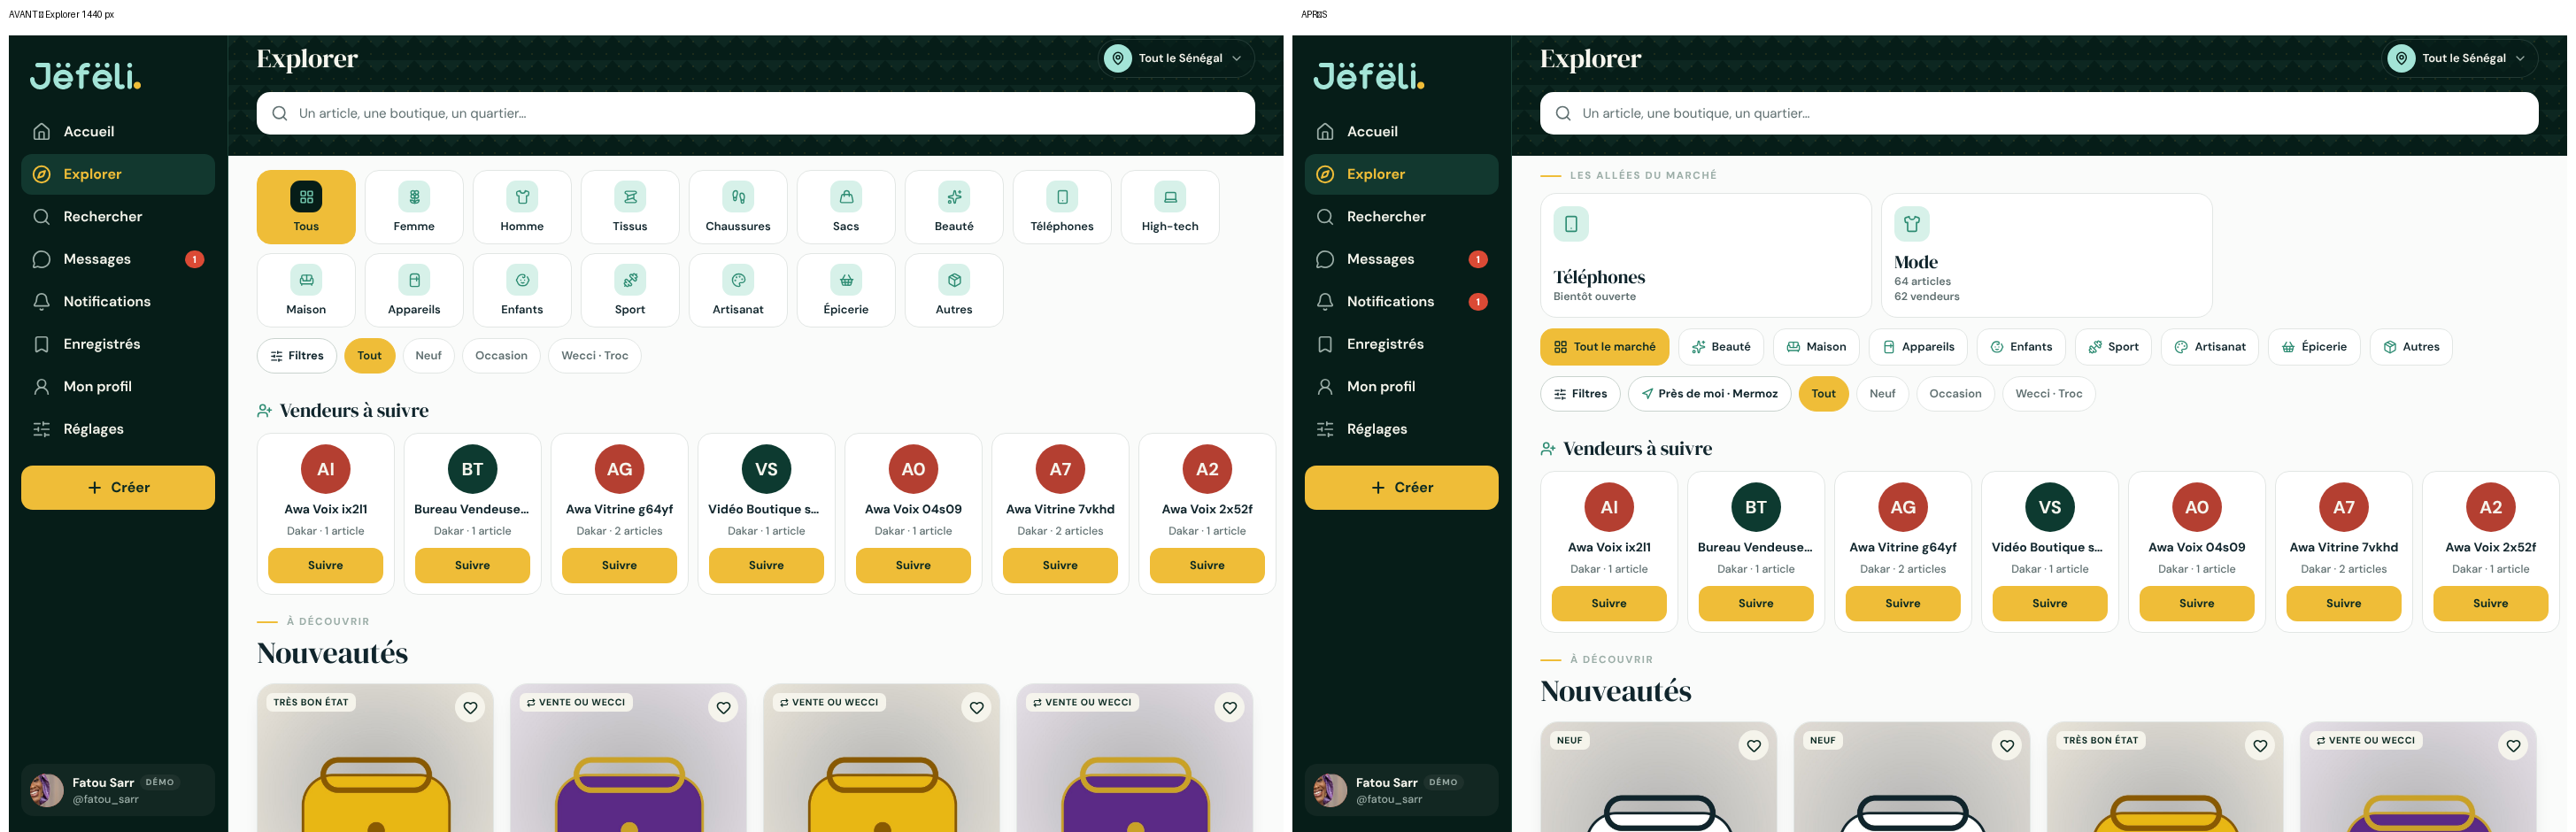 AVANT Explorer 1440 px
Jëfëli.
Accueil
Explorer
Rechercher
Messages 1
Notifications
Enregistrés
Mon profil
Réglages
+ Créer
Fatou Sarr DÉMO
@fatou_sarr
Explorer
Tout le Sénégal
Un article, une boutique, un quartier...
Tous Femme Homme Tissus Chaussures Sacs Beauté Téléphones High-tech
Maison Appareils Enfants Sport Artisanat Épicerie Autres
Filtres Tout Neuf Occasion Wecci · Troc
Vendeurs à suivre
AI BT AG VS A0 A7 A2
Awa Voix ix2l1 Bureau Vendeuse... Awa Vitrine g64yf Vidéo Boutique s... Awa Voix 04s09 Awa Vitrine 7vkhd Awa Voix 2x52f
Dakar · 1 article Dakar · 1 article Dakar · 2 articles Dakar · 1 article Dakar · 1 article Dakar · 2 articles Dakar · 1 article
Suivre Suivre Suivre Suivre Suivre Suivre Suivre
À DÉCOUVRIR
Nouveautés
TRÈS BON ÉTAT VENTE OU WECCI VENTE OU WECCI VENTE OU WECCI
APR S
Jëfëli.
Accueil
Explorer
Rechercher
Messages 1
Notifications 1
Enregistrés
Mon profil
Réglages
+ Créer
Fatou Sarr DÉMO
@fatou_sarr
Explorer
Tout le Sénégal
Un article, une boutique, un quartier...
LES ALLÉES DU MARCHÉ
Téléphones
Bientôt ouverte
Mode
64 articles
62 vendeurs
Tout le marché Beauté Maison Appareils Enfants Sport Artisanat Épicerie Autres
Filtres Près de moi · Mermoz Tout Neuf Occasion Wecci · Troc
Vendeurs à suivre
AI BT AG VS A0 A7 A2
Awa Voix ix2l1 Bureau Vendeuse... Awa Vitrine g64yf Vidéo Boutique s... Awa Voix 04s09 Awa Vitrine 7vkhd Awa Voix 2x52f
Dakar · 1 article Dakar · 1 article Dakar · 2 articles Dakar · 1 article Dakar · 1 article Dakar · 2 articles Dakar · 1 article
Suivre Suivre Suivre Suivre Suivre Suivre Suivre
À DÉCOUVRIR
Nouveautés
NEUF NEUF TRÈS BON ÉTAT VENTE OU WECCI